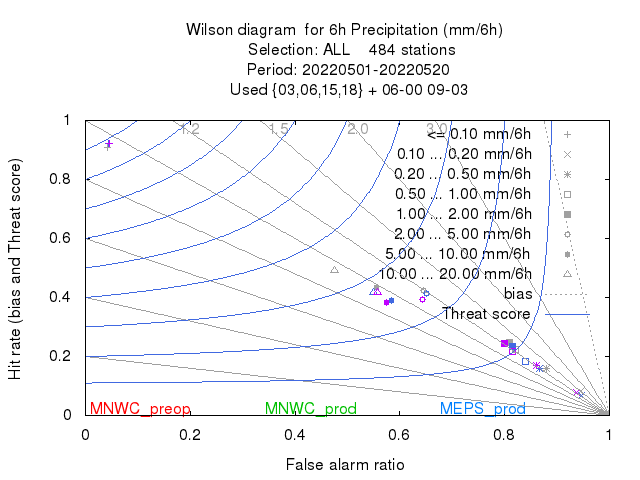 Wilson diagram  for 6h Precipitation (mm/6h)
Selection: ALL    484 stations
Period: 20220501-20220520
Used {03,06,15,18} + 06-00 09-03
1
1.2
1.5
2.0
3.0
<= 0.10 mm/6h
0.10 ... 0.20 mm/6h
0.8
0.20 ... 0.50 mm/6h
0.50 ... 1.00 mm/6h
1.00 ... 2.00 mm/6h
0.6
2.00 ... 5.00 mm/6h
5.00 ... 10.00 mm/6h
10.00 ... 20.00 mm/6h
0.4
bias
Threat score
0.2
0
MNWC_preop
MNWC_prod
MEPS_prod
0 0.2 0.4 0.6 0.8 1
False alarm ratio
Hit rate (bias and Threat score)